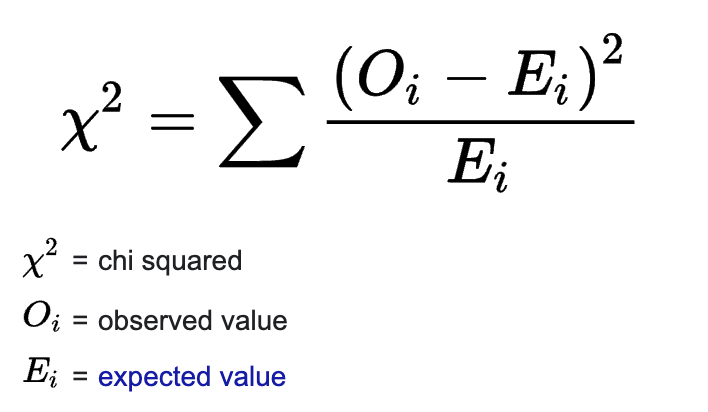 χ² = ∑ (Oᵢ − Eᵢ)² / Eᵢ
χ² = chi squared
Oᵢ = observed value
Eᵢ = expected value